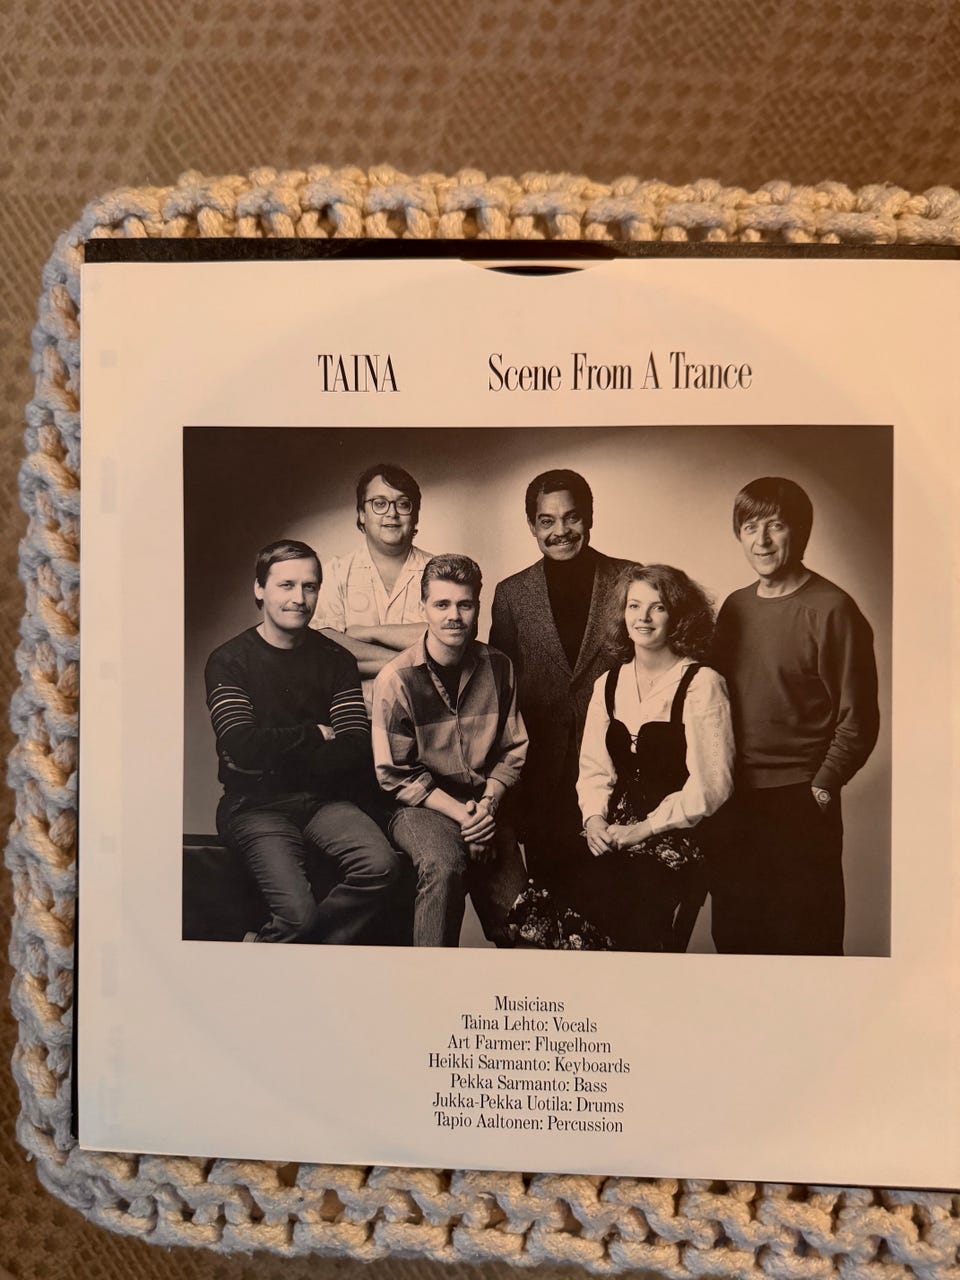 TAINA Scene From A Trance
Musicians
Taina Lehto: Vocals
Art Farmer: Flugelhorn
Heikki Sarmanto: Keyboards
Pekka Sarmanto: Bass
Jukka-Pekka Uotila: Drums
Tapio Aaltonen: Percussion